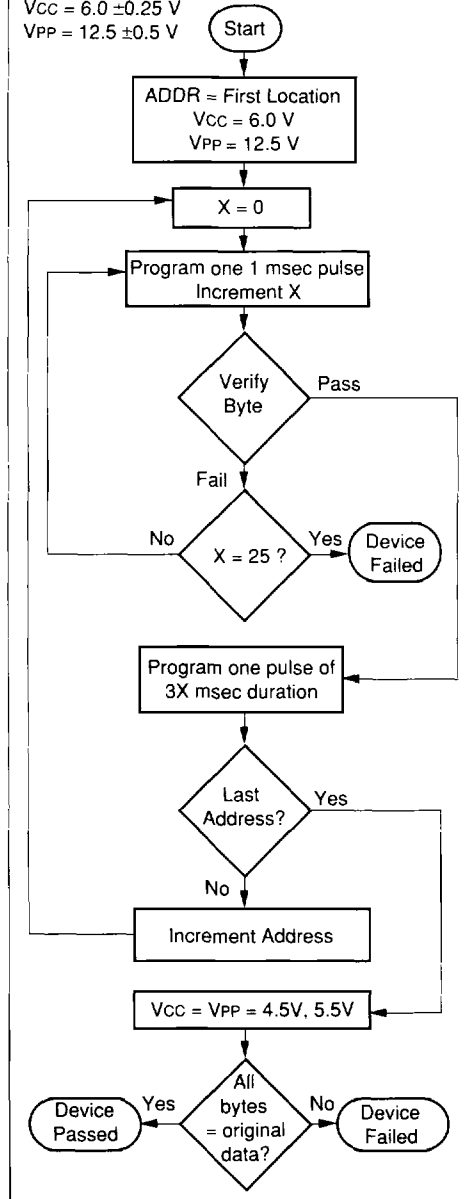 VCC = 6.0 ±0.25 V
VPP = 12.5 ±0.5 V
Start
ADDR = First Location
VCC = 6.0 V
VPP = 12.5 V
X = 0
Program one 1 msec pulse
Increment X
Verify
Byte
Pass
Fail
X = 25 ?
No
Yes
Device
Failed
Program one pulse of
3X msec duration
Last
Address?
Yes
No
Increment Address
VCC = VPP = 4.5V, 5.5V
All
bytes
= original
data?
Yes
Device
Passed
No
Device
Failed